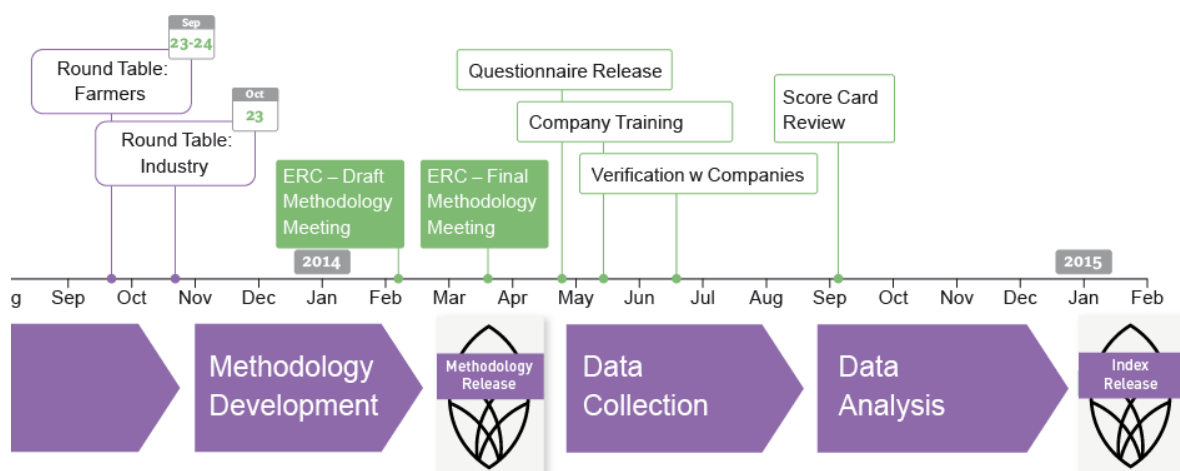 Sep
23-24
Round Table:
Farmers
Oct
23
Round Table:
Industry
ERC – Draft
Methodology
Meeting
ERC – Final
Methodology
Meeting
Questionnaire Release
Company Training
Verification w Companies
Score Card
Review
2014
2015
g Sep Oct Nov Dec Jan Feb Mar Apr May Jun Jul Aug Sep Oct Nov Dec Jan Feb
Methodology
Development
Methodology
Release
Data
Collection
Data
Analysis
Index
Release